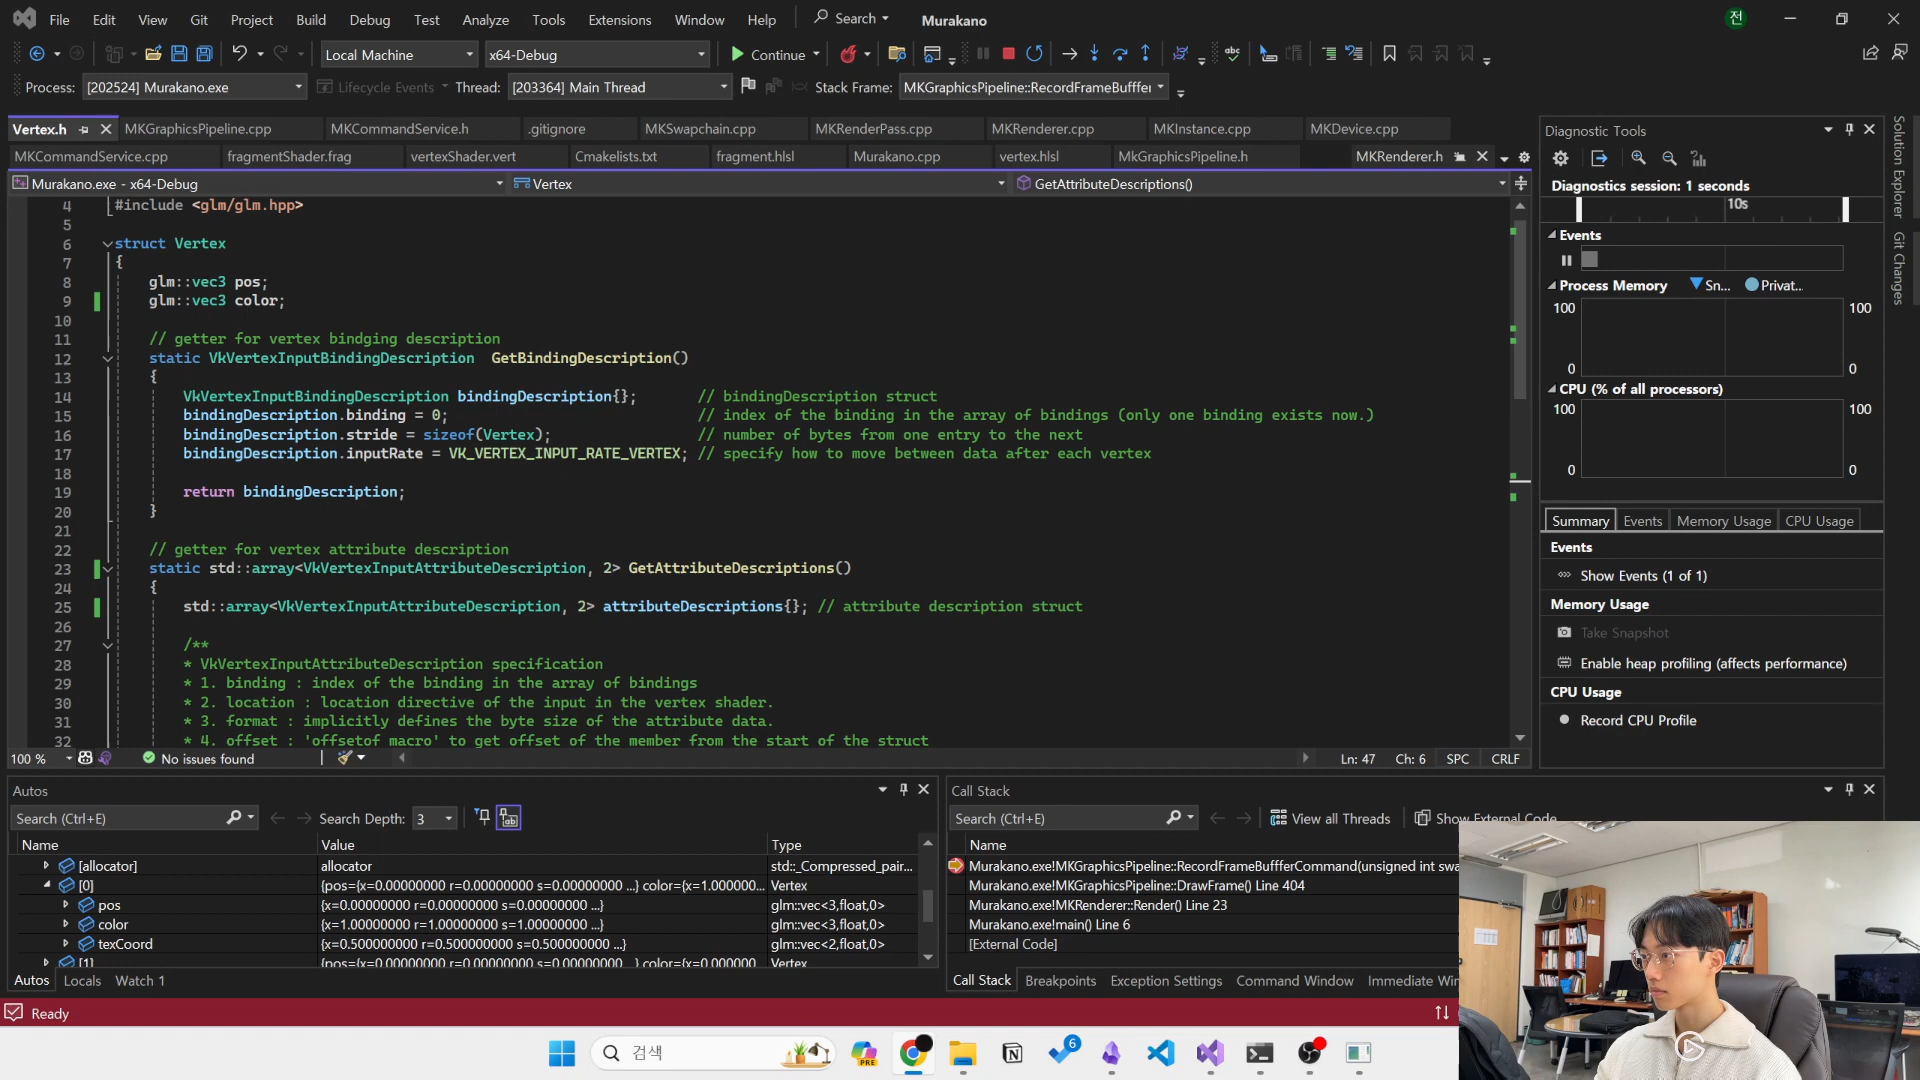 File Edit View Git Project Build Debug Test Analyze Tools Extensions Window Help Search Murakano 전
Local Machine x64-Debug Continue abc
Process: [202524] Murakano.exe Lifecycle Events Thread: [203364] Main Thread Stack Frame: MKGraphicsPipeline::RecordFrameBufffer
Vertex.h MKGraphicsPipeline.cpp MKCommandService.h .gitignore MKSwapchain.cpp MKRenderPass.cpp MKRenderer.cpp MKInstance.cpp MKDevice.cpp
MKCommandService.cpp fragmentShader.frag vertexShader.vert Cmakelists.txt fragment.hlsl Murakano.cpp vertex.hlsl MkGraphicsPipeline.h MKRenderer.h
Murakano.exe - x64-Debug Vertex GetAttributeDescriptions()
4 #include <glm/glm.hpp>
5
6 struct Vertex
7 {
8 glm::vec3 pos;
9 glm::vec3 color;
10
11 // getter for vertex bindging description
12 static VkVertexInputBindingDescription GetBindingDescription()
13 {
14 VkVertexInputBindingDescription bindingDescription{}; // bindingDescription struct
15 bindingDescription.binding = 0; // index of the binding in the array of bindings (only one binding exists now.)
16 bindingDescription.stride = sizeof(Vertex); // number of bytes from one entry to the next
17 bindingDescription.inputRate = VK_VERTEX_INPUT_RATE_VERTEX; // specify how to move between data after each vertex
18
19 return bindingDescription;
20 }
21
22 // getter for vertex attribute description
23 static std::array<VkVertexInputAttributeDescription, 2> GetAttributeDescriptions()
24 {
25 std::array<VkVertexInputAttributeDescription, 2> attributeDescriptions{}; // attribute description struct
26
27 /**
28 * VkVertexInputAttributeDescription specification
29 * 1. binding : index of the binding in the array of bindings
30 * 2. location : location directive of the input in the vertex shader.
31 * 3. format : implicitly defines the byte size of the attribute data.
32 * 4. offset : 'offsetof macro' to get offset of the member from the start of the struct
100 % No issues found Ln: 47 Ch: 6 SPC CRLF
Diagnostic Tools
Diagnostics session: 1 seconds
10s
Events
Process Memory Sn... Privat...
100 100
0 0
CPU (% of all processors)
100 100
0 0
Summary Events Memory Usage CPU Usage
Events
Show Events (1 of 1)
Memory Usage
Take Snapshot
Enable heap profiling (affects performance)
CPU Usage
Record CPU Profile
Solution Explorer
Git Changes
Autos
Search (Ctrl+E) Search Depth: 3
Name Value Type
[allocator] allocator std::_Compressed_pair...
[0] {pos={x=0.00000000 r=0.00000000 s=0.00000000 ...} color={x=1.000000... Vertex
pos {x=0.00000000 r=0.00000000 s=0.00000000 ...} glm::vec<3,float,0>
color {x=1.00000000 r=1.00000000 s=1.00000000 ...} glm::vec<3,float,0>
texCoord {x=0.500000000 r=0.500000000 s=0.500000000 ...} glm::vec<2,float,0>
[1] {pos={x=0.00000000 r=0.00000000 s=0.00000000 ...} color={x=0.000000 Vertex
Autos Locals Watch 1
Call Stack
Search (Ctrl+E) View all Threads Show External Code
Name
Murakano.exe!MKGraphicsPipeline::RecordFrameBuffferCommand(unsigned int swa
Murakano.exe!MKGraphicsPipeline::DrawFrame() Line 404
Murakano.exe!MKRenderer::Render() Line 23
Murakano.exe!main() Line 6
[External Code]
Call Stack Breakpoints Exception Settings Command Window Immediate Win
Ready
검색 PRE 6